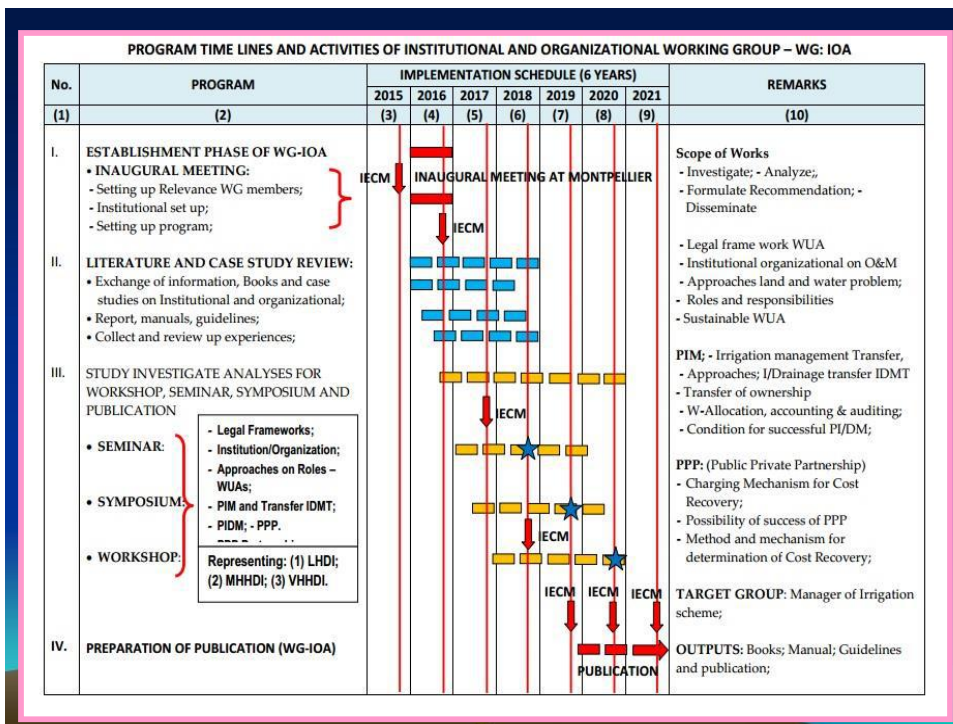 PROGRAM TIME LINES AND ACTIVITIES OF INSTITUTIONAL AND ORGANIZATIONAL WORKING GROUP – WG: IOA
No.
PROGRAM
IMPLEMENTATION SCHEDULE (6 YEARS)
REMARKS
2015 2016 2017 2018 2019 2020 2021
(1) (2) (3) (4) (5) (6) (7) (8) (9) (10)
I. ESTABLISHMENT PHASE OF WG-IOA
• INAUGURAL MEETING:
- Setting up Relevance WG members;
- Institutional set up;
- Setting up program;
IECM
INAUGURAL MEETING AT MONTPELLIER
IECM
Scope of Works
- Investigate; - Analyze;,
- Formulate Recommendation; -
Disseminate
II. LITERATURE AND CASE STUDY REVIEW:
• Exchange of information, Books and case
studies on Institutional and organizational;
• Report, manuals, guidelines;
• Collect and review up experiences;
- Legal frame work WUA
- Institutional organizational on O&M
- Approaches land and water problem;
- Roles and responsibilities
- Sustainable WUA
III. STUDY INVESTIGATE ANALYSES FOR
WORKSHOP, SEMINAR, SYMPOSIUM AND
PUBLICATION
IECM
PIM; - Irrigation management Transfer,
- Approaches; I/Drainage transfer IDMT
- Transfer of ownership
- W-Allocation, accounting & auditing;
- Condition for successful PI/DM;
• SEMINAR:
• SYMPOSIUM:
• WORKSHOP:
- Legal Frameworks;
- Institution/Organization;
- Approaches on Roles –
WUAs;
- PIM and Transfer IDMT;
- PIDM; - PPP.
Representing: (1) LHDI;
(2) MHHDI; (3) VHHDI.
IECM
PPP: (Public Private Partnership)
- Charging Mechanism for Cost
Recovery;
- Possibility of success of PPP
- Method and mechanism for
determination of Cost Recovery;
IECM IECM IECM
TARGET GROUP: Manager of Irrigation
scheme;
IV. PREPARATION OF PUBLICATION (WG-IOA)
PUBLICATION
OUTPUTS: Books; Manual; Guidelines
and publication;